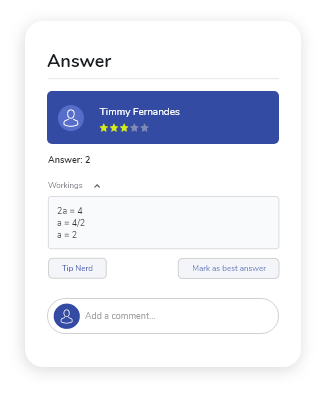 Answer
Timmy Fernandes
Answer: 2
Workings
2a = 4
a = 4/2
a = 2
Tip Nerd
Mark as best answer
Add a comment...